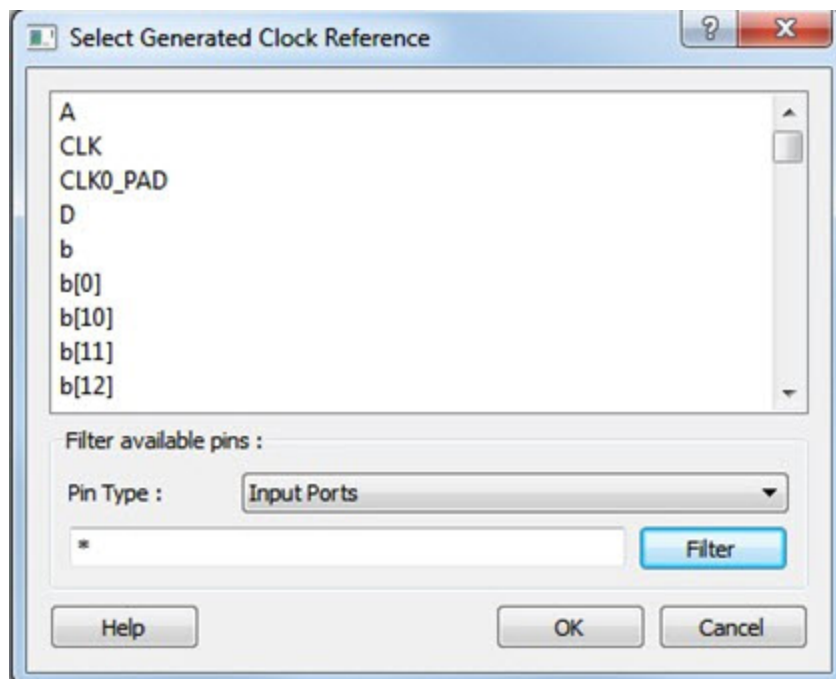 Select Generated Clock Reference
A
CLK
CLK0_PAD
D
b
b[0]
b[10]
b[11]
b[12]
Filter available pins :
Pin Type : Input Ports
* Filter
Help OK Cancel